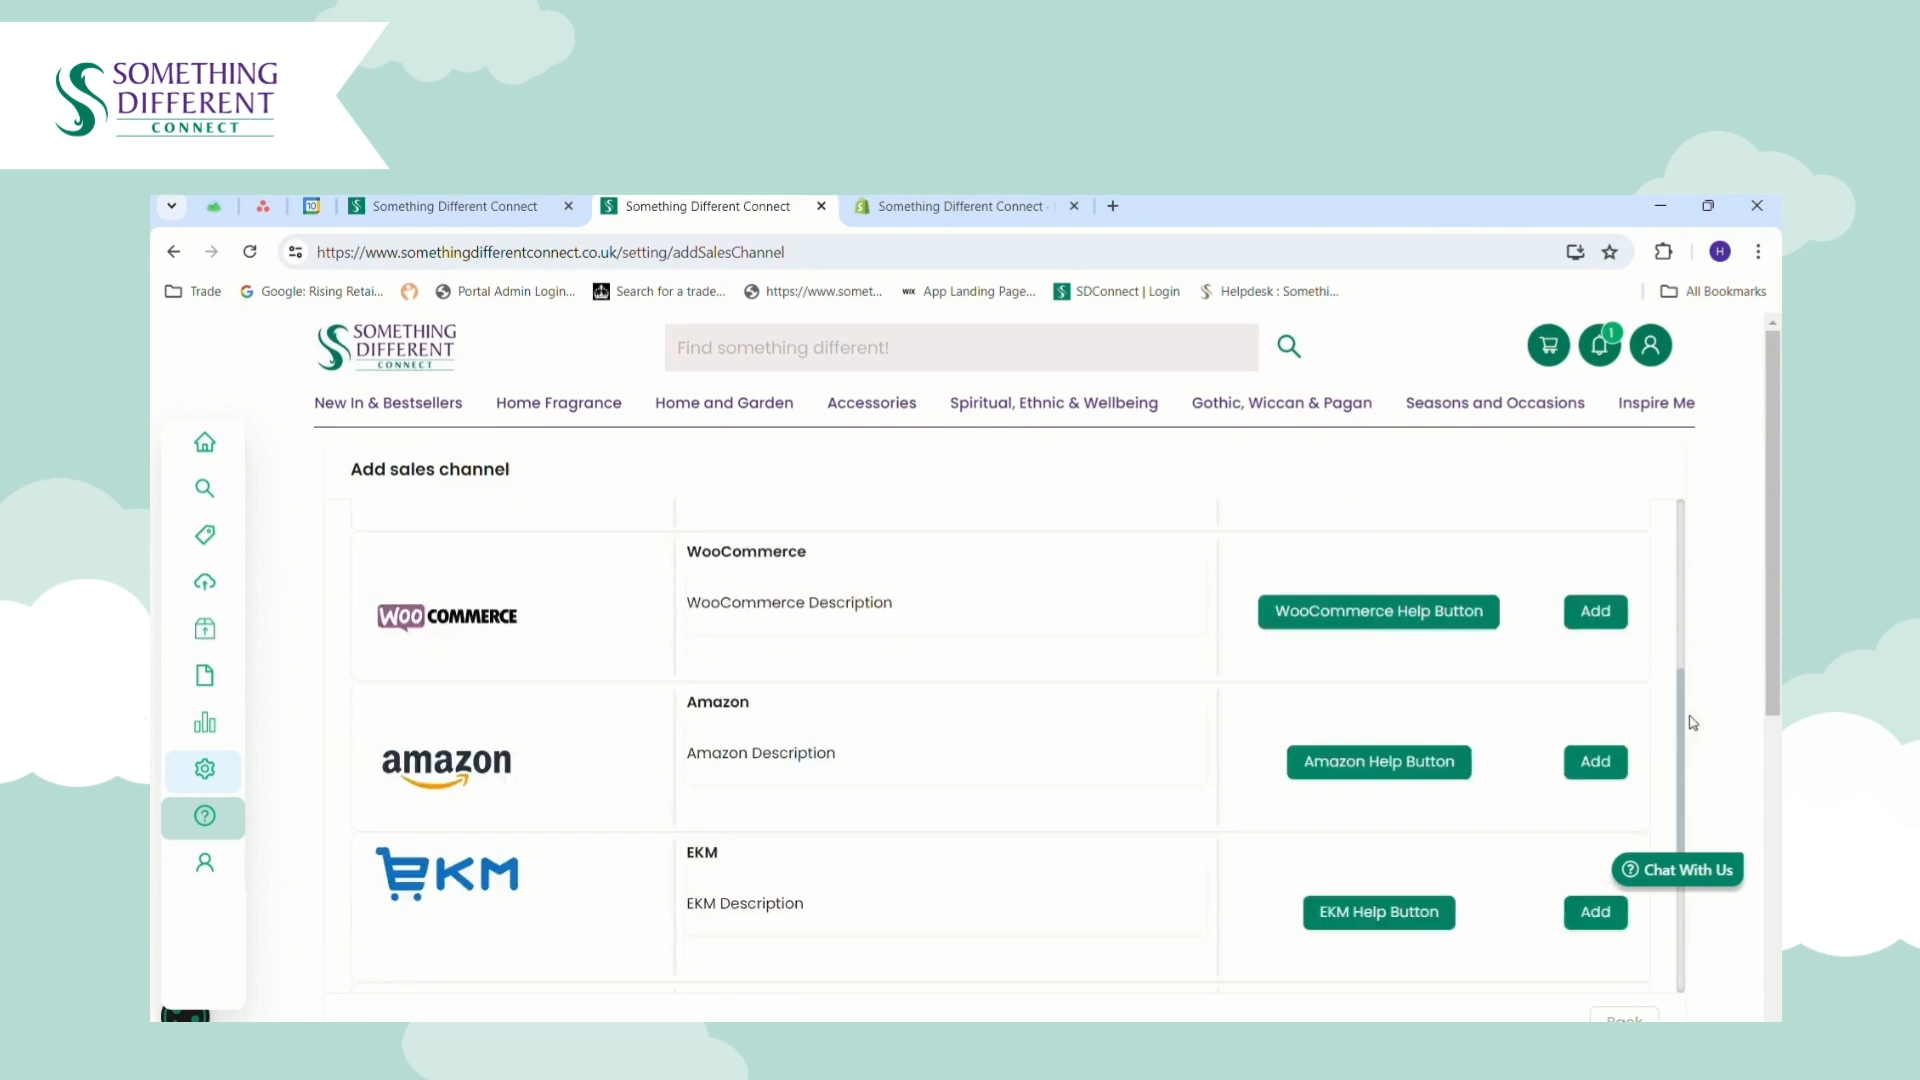 SOMETHING
DIFFERENT
CONNECT
10
Something Different Connect
Something Different Connect
Something Different Connect
https://www.somethingdifferentconnect.co.uk/setting/addSalesChannel
H
Trade
Google: Rising Retai...
Portal Admin Login...
Search for a trade...
https://www.somet...
WIX
App Landing Page...
SDConnect | Login
Helpdesk : Somethi...
All Bookmarks
SOMETHING
DIFFERENT
CONNECT
Find something different!
1
New In & Bestsellers
Home Fragrance
Home and Garden
Accessories
Spiritual, Ethnic & Wellbeing
Gothic, Wiccan & Pagan
Seasons and Occasions
Inspire Me
Add sales channel
WooCommerce
WooCommerce Description
WOO COMMERCE
WooCommerce Help Button
Add
Amazon
Amazon Description
amazon
Amazon Help Button
Add
EKM
EKM Description
EKM
EKM Help Button
Add
Chat With Us
Back